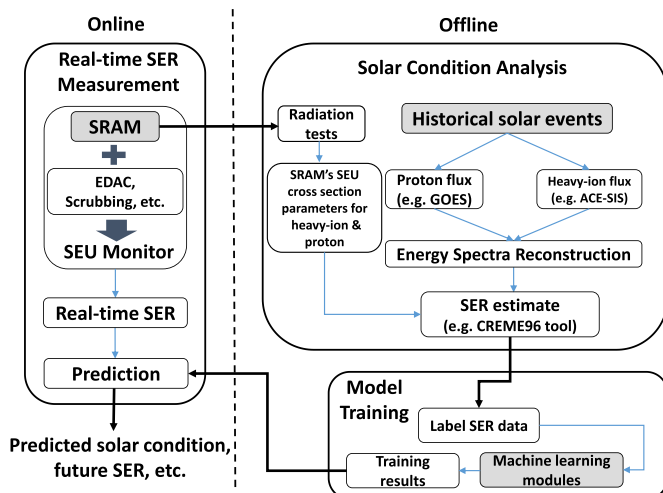 Online
Real-time SER
Measurement
SRAM
EDAC,
Scrubbing, etc.
SEU Monitor
Real-time SER
Prediction
Predicted solar condition,
future SER, etc.
Offline
Solar Condition Analysis
Radiation
tests
SRAM's SEU
cross section
parameters for
heavy-ion &
proton
Historical solar events
Proton flux
(e.g. GOES)
Heavy-ion flux
(e.g. ACE-SIS)
Energy Spectra Reconstruction
SER estimate
(e.g. CREME96 tool)
Model
Training
Label SER data
Training
results
Machine learning
modules